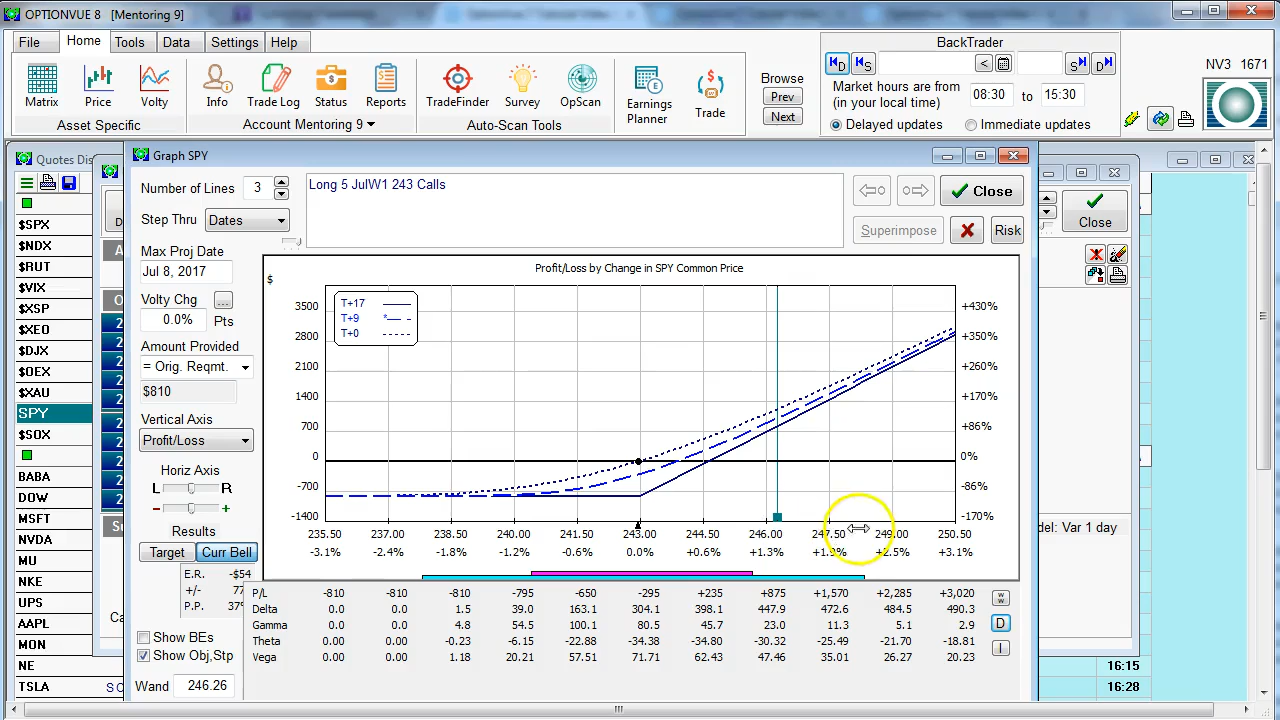 OPTIONVUE 8 [Mentoring 9]
File Home Tools Data Settings Help
BackTrader
Matrix Price Volty Info Trade Log Status Reports TradeFinder Survey OpScan Earnings Planner Trade
Asset Specific Account Mentoring 9 Auto-Scan Tools
Browse
Prev
Next
D S < S D
Market hours are from
(in your local time)
08:30 to 15:30
Delayed updates Immediate updates
NV3 1671
Quotes Dis
$SPX
$NDX
$RUT
$VIX
$XSP
$XEO
$DJX
$OEX
$XAU
SPY
$SOX
BABA
DOW
MSFT
NVDA
MU
NKE
UPS
AAPL
MON
NE
TSLA
Graph SPY
Number of Lines 3
Long 5 JulW1 243 Calls
Close
Step Thru Dates
Superimpose Risk
Close
Max Proj Date
Jul 8, 2017
Volty Chg ...
0.0% Pts
Amount Provided
= Orig. Reqmt.
$810
Vertical Axis
Profit/Loss
Horiz Axis
L R
- +
Results
Target Curr Bell
E.R. -$54
+/- 77
P.P. 37%
Show BEs
Show Obj,Stp
Wand 246.26
Profit/Loss by Change in SPY Common Price
$
T+17
T+9 *
T+0
3500 +430%
2800 +350%
2100 +260%
1400 +170%
700 +86%
0 0%
-700 -86%
-1400 -170%
235.50 237.00 238.50 240.00 241.50 243.00 244.50 246.00 247.50 249.00 250.50
-3.1% -2.4% -1.8% -1.2% -0.6% 0.0% +0.6% +1.3% +1.9% +2.5% +3.1%
P/L -810 -810 -810 -795 -650 -295 +235 +875 +1,570 +2,285 +3,020
Delta 0.0 0.0 1.5 39.0 163.1 304.1 398.1 447.9 472.6 484.5 490.3
Gamma 0.0 0.0 4.8 54.5 100.1 80.5 45.7 23.0 11.3 5.1 2.9
Theta 0.00 0.00 -0.23 -6.15 -22.88 -34.38 -34.80 -30.32 -25.49 -21.70 -18.81
Vega 0.00 0.00 1.18 20.21 57.51 71.71 62.43 47.46 35.01 26.27 20.23
W
W
D
I
del: Var 1 day
16:15
16:28